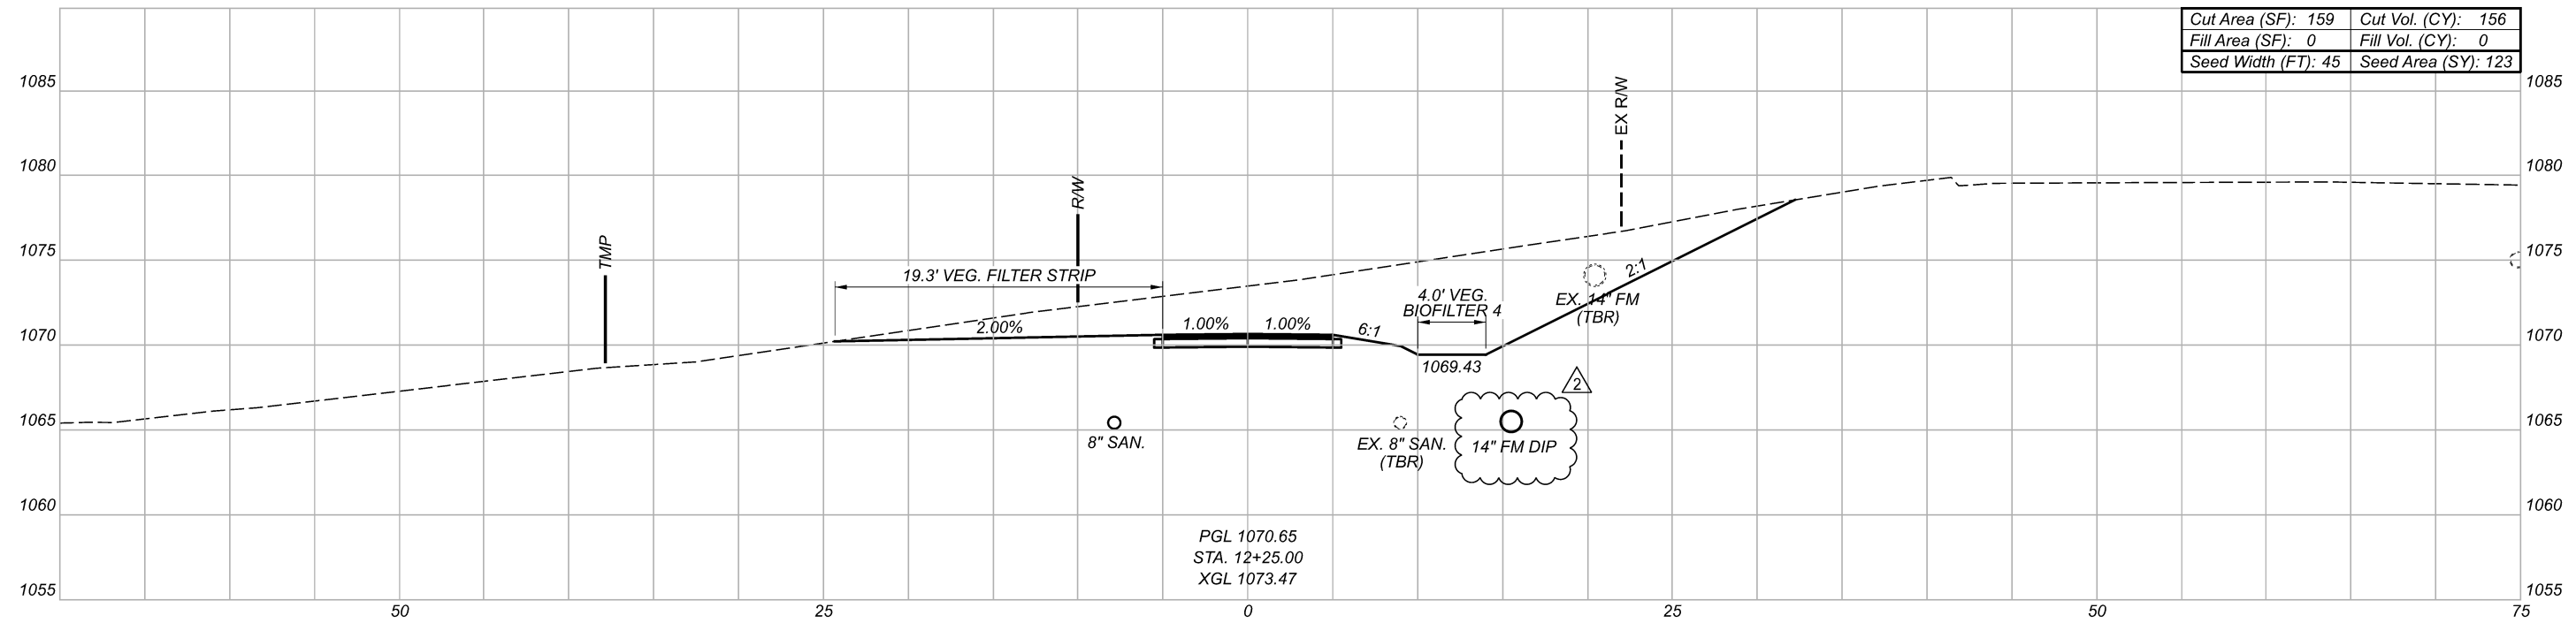 Cut Area (SF): 159 Cut Vol. (CY): 156
Fill Area (SF): 0 Fill Vol. (CY): 0
Seed Width (FT): 45 Seed Area (SY): 123
1085 1085
EX R/W
1080 1080
R/W
TMP
1075 1075
19.3' VEG. FILTER STRIP
2:1
4.0' VEG.
BIOFILTER 4
EX. 14" FM
(TBR)
2.00% 1.00% 1.00% 6:1
1070 1070
1069.43
2
1065 1065
8" SAN.
EX. 8" SAN.
(TBR)
14" FM DIP
1060 1060
PGL 1070.65
STA. 12+25.00
XGL 1073.47
1055 1055
50 25 0 25 50 75